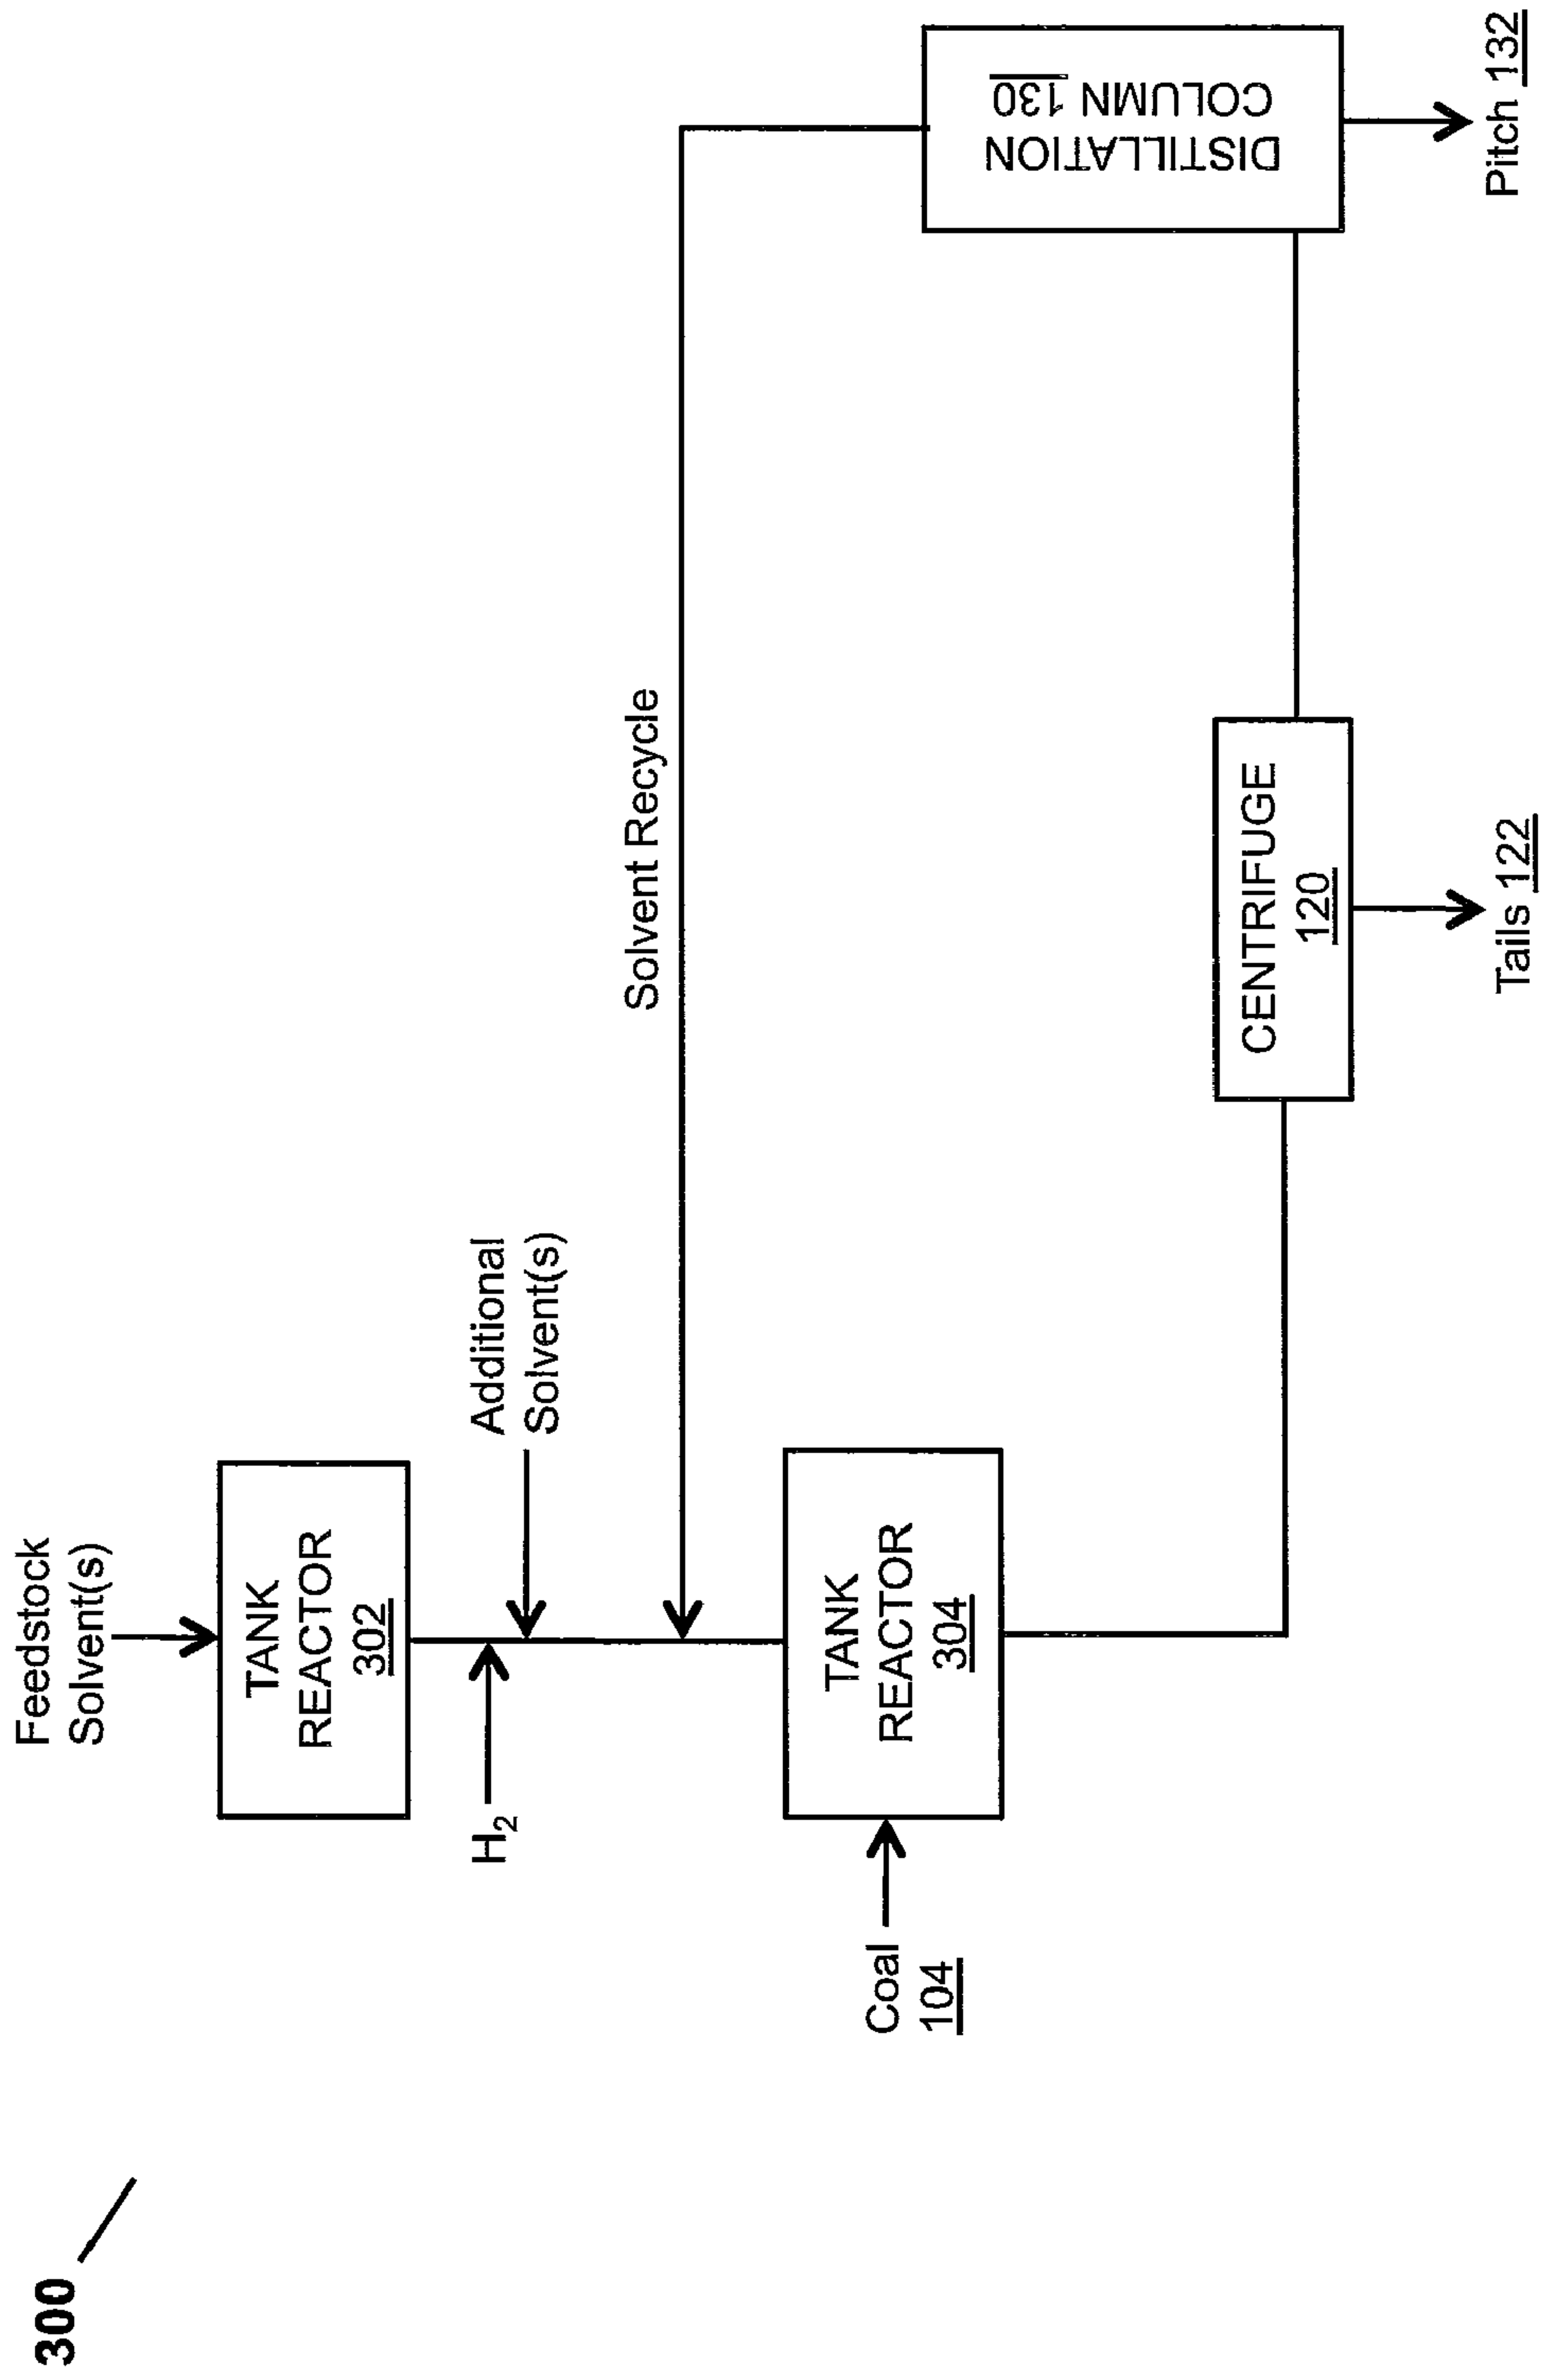 300
Feedstock
Solvent(s)
TANK
REACTOR
302
H2
Additional
Solvent(s)
Solvent Recycle
Coal
104
TANK
REACTOR
304
CENTRIFUGE
120
Tails 122
DISTILLATION
COLUMN 130
Pitch 132